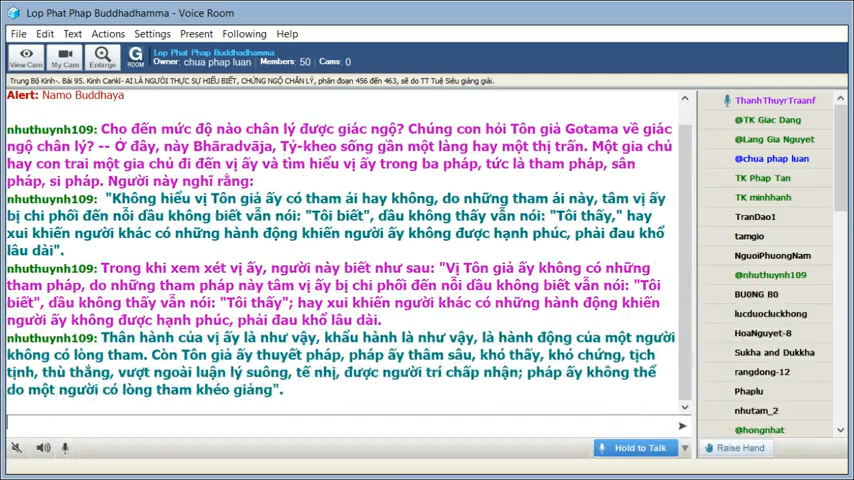 Lop Phat Phap Buddhadhamma - Voice Room
File Edit Text Actions Settings Present Following Help
View Cam My Cam Enlarge G ROOM
Lop Phat Phap Buddhadhamma
Owner: chua phap luan Members: 50 Cams: 0
Trung Bộ Kinh-. Bài 95. Kinh Cankì- AI LÀ NGƯỜI THỰC SỰ HIỂU BIẾT, CHỨNG NGỘ CHÂN LÝ, phân đoạn 456 đến 463, sẽ do TT Tuệ Siêu giảng giải.
Alert: Namo Buddhaya
nhuthuynh109: Cho đến mức độ nào chân lý được giác ngộ? Chúng con hỏi Tôn giả Gotama về giác
ngộ chân lý? -- Ở đây, này Bhāradvāja, Tỷ-kheo sống gần một làng hay một thị trấn. Một gia chủ
hay con trai một gia chủ đi đến vị ấy và tìm hiểu vị ấy trong ba pháp, tức là tham pháp, sân
pháp, si pháp. Người này nghĩ rằng:
nhuthuynh109: "Không hiểu vị Tôn giả ấy có tham ái hay không, do những tham ái này, tâm vị ấy
bị chi phối đến nỗi dầu không biết vẫn nói: "Tôi biết", dầu không thấy vẫn nói: "Tôi thấy," hay
xui khiến người khác có những hành động khiến người ấy không được hạnh phúc, phải đau khổ
lâu dài".
nhuthuynh109: Trong khi xem xét vị ấy, người này biết như sau: "Vị Tôn giả ấy không có những
tham pháp, do những tham pháp này tâm vị ấy bị chi phối đến nỗi dầu không biết vẫn nói: "Tôi
biết", dầu không thấy vẫn nói: "Tôi thấy"; hay xui khiến người khác có những hành động khiến
người ấy không được hạnh phúc, phải đau khổ lâu dài.
nhuthuynh109: Thân hành của vị ấy là như vậy, khẩu hành là như vậy, là hành động của một người
không có lòng tham. Còn Tôn giả ấy thuyết pháp, pháp ấy thâm sâu, khó thấy, khó chứng, tịch
tịnh, thù thắng, vượt ngoài luận lý suông, tế nhị, được người trí chấp nhận; pháp ấy không thể
do một người có lòng tham khéo giảng".
Hold to Talk
ThanhThuyrTraanf
@TK Giac Dang
@Lang Gia Nguyet
@chua phap luan
TK Phap Tan
TK minhhanh
TranDao1
tamgio
NguoiPhuongNam
@nhuthuynh109
BU0NG B0
lucduocluckhong
HoaNguyet-8
Sukha and Dukkha
rangdong-12
Phaplu
nhutam_2
@hongnhat
Raise Hand